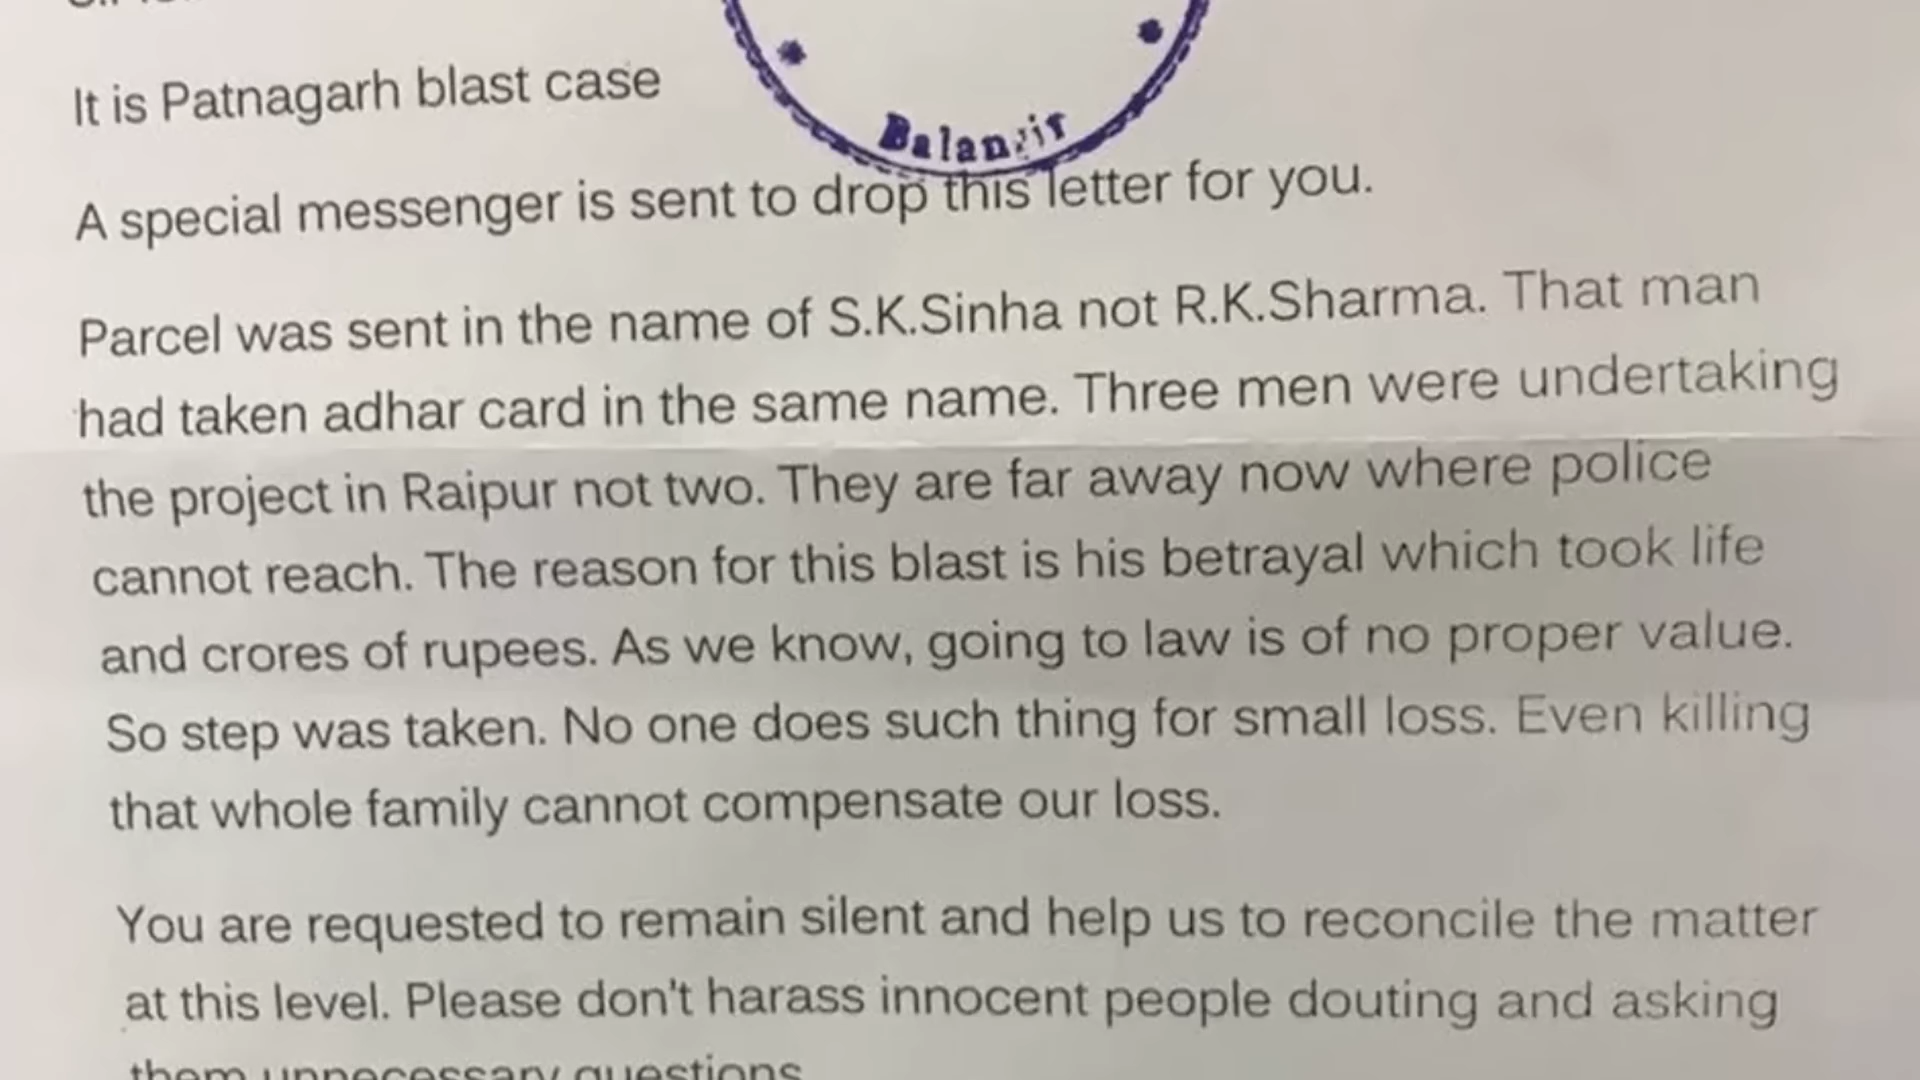 Balangir
It is Patnagarh blast case
A special messenger is sent to drop this letter for you.
Parcel was sent in the name of S.K.Sinha not R.K.Sharma. That man
had taken adhar card in the same name. Three men were undertaking
the project in Raipur not two. They are far away now where police
cannot reach. The reason for this blast is his betrayal which took life
and crores of rupees. As we know, going to law is of no proper value.
So step was taken. No one does such thing for small loss. Even killing
that whole family cannot compensate our loss.
You are requested to remain silent and help us to reconcile the matter
at this level. Please don't harass innocent people douting and asking
them unnecessary questions